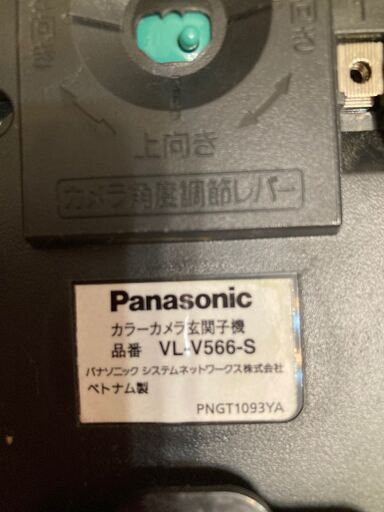 上向き
カメラ角度調節レバー
Panasonic
カラーカメラ玄関子機
品番 VL-V566-S
パナソニック システムネットワークス株式会社
ベトナム製
PNGT1093YA